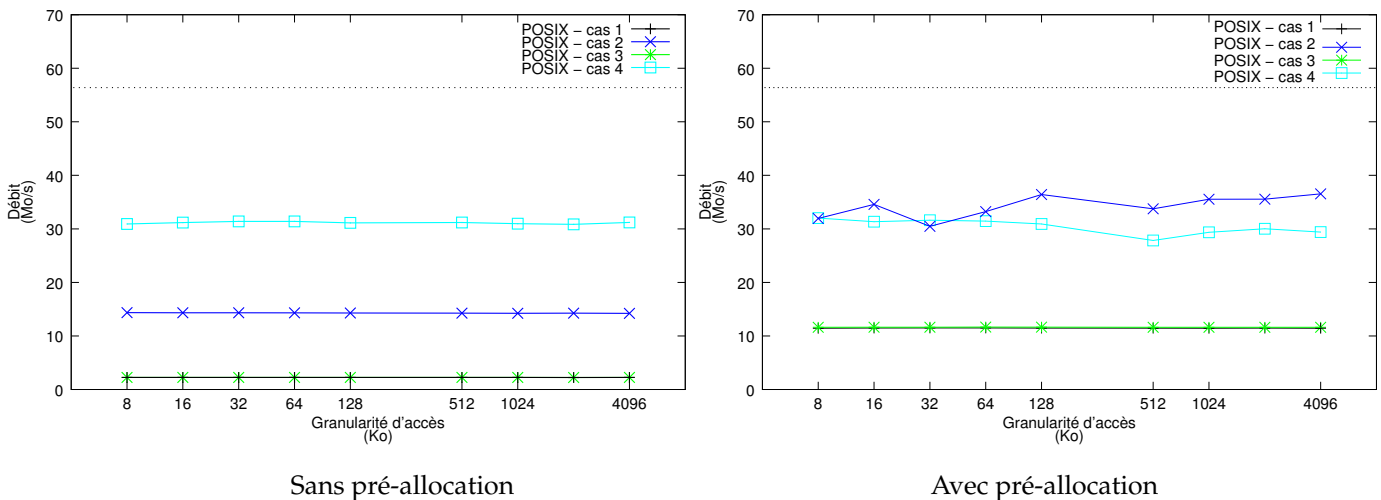 70
60
50
40
30
20
10
0
Débit
(Mo/s)
POSIX − cas 1
POSIX − cas 2
POSIX − cas 3
POSIX − cas 4
8 16 32 64 128 512 1024 4096
Granularité d'accès
(Ko)
Sans pré-allocation
70
60
50
40
30
20
10
0
Débit
(Mo/s)
POSIX − cas 1
POSIX − cas 2
POSIX − cas 3
POSIX − cas 4
8 16 32 64 128 512 1024 4096
Granularité d'accès
(Ko)
Avec pré-allocation